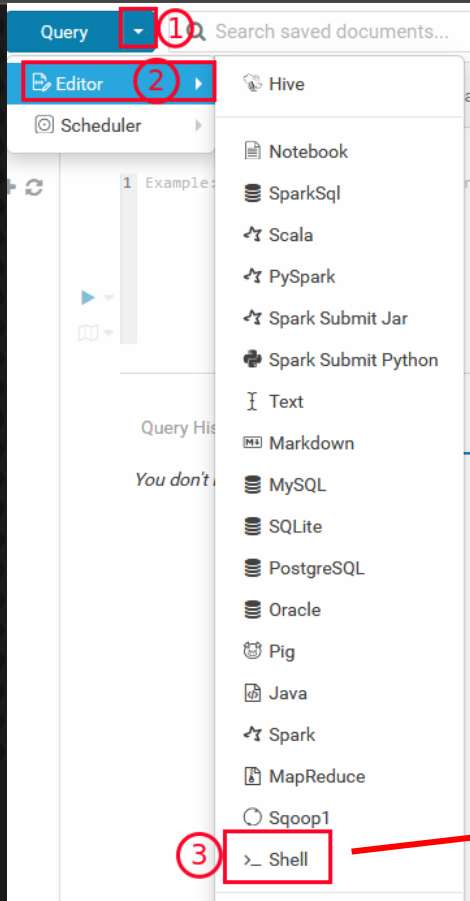 Query
1
Search saved documents...
Editor
2
Scheduler
Hive
Notebook
SparkSql
Scala
PySpark
Spark Submit Jar
Spark Submit Python
Text
Markdown
MySQL
SQLite
PostgreSQL
Oracle
Pig
Java
Spark
MapReduce
Sqoop1
3
>_ Shell
1 Example:
Query His
You don't